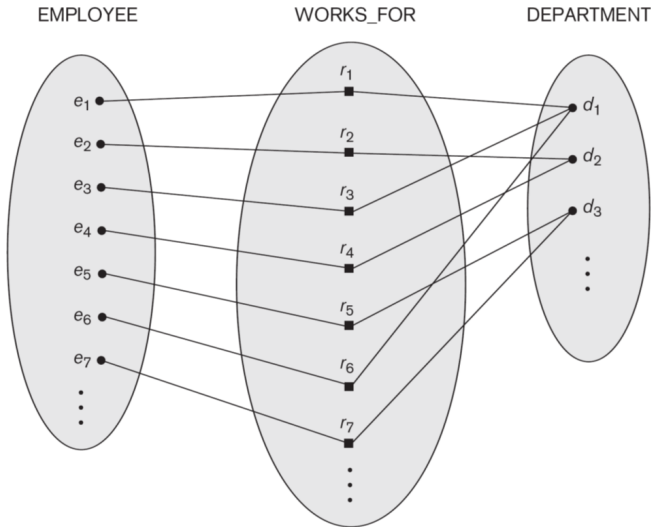 EMPLOYEE WORKS_FOR DEPARTMENT
e1 r1 d1
e2 r2 d2
e3 r3 d3
e4 r4
e5 r5
e6 r6
e7 r7